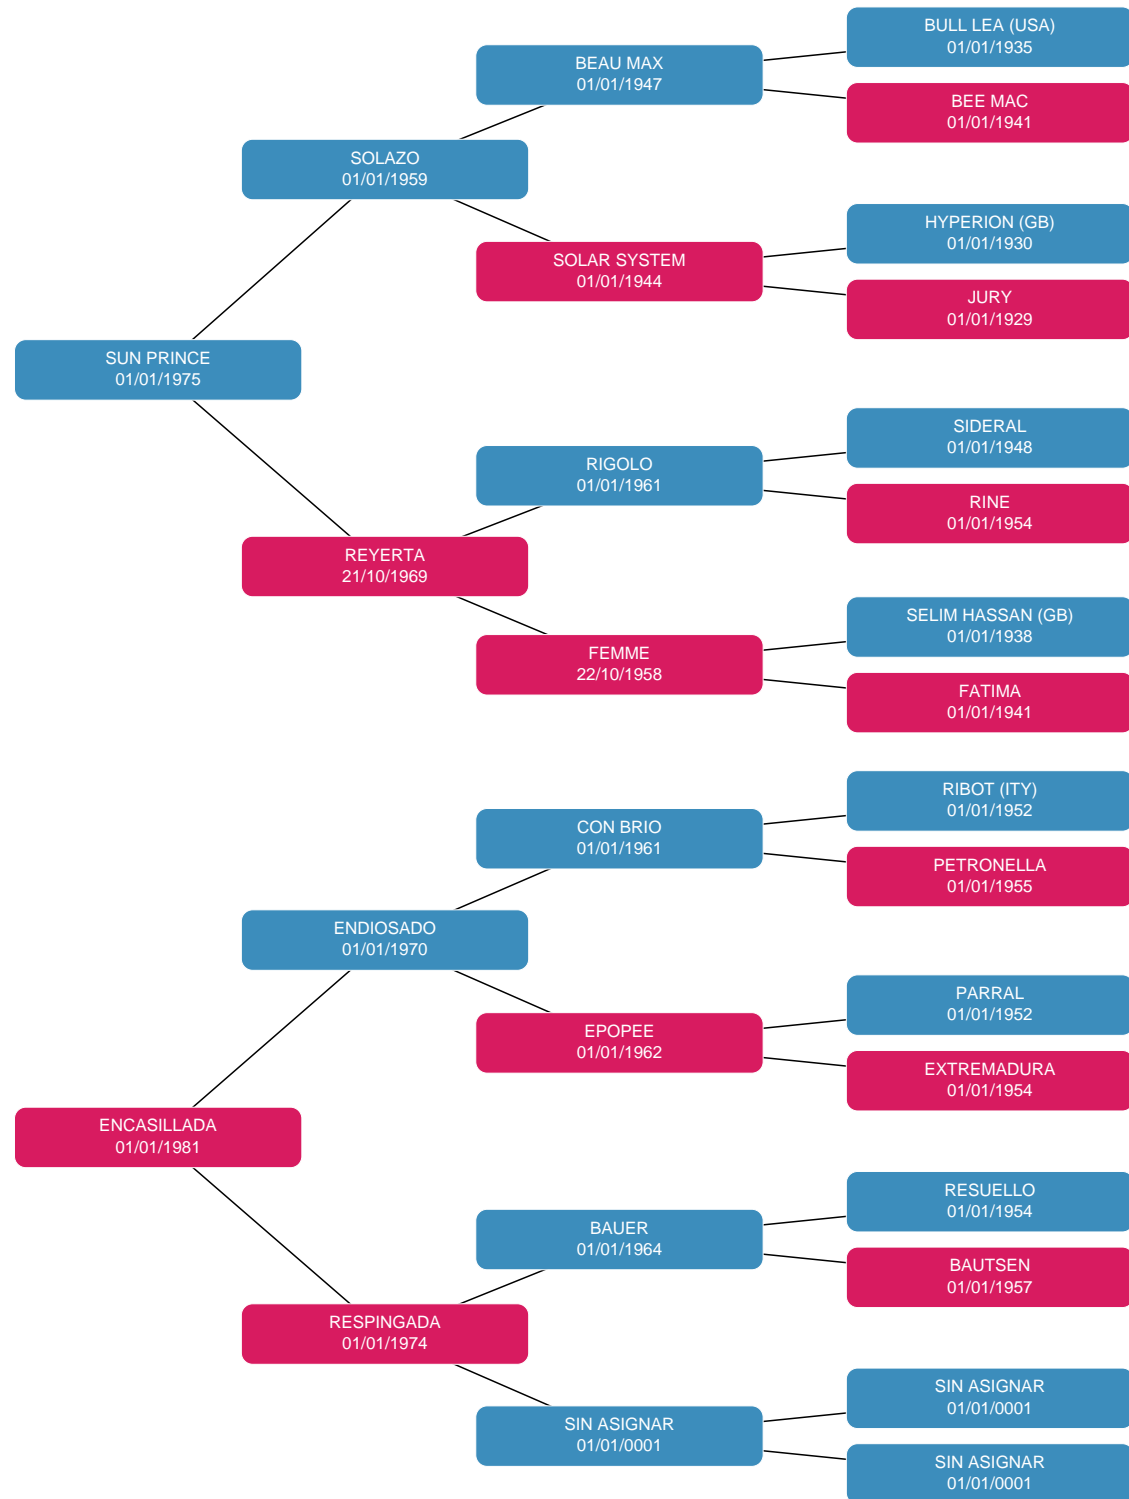 BULL LEA (USA)
01/01/1935
BEAU MAX
01/01/1947
BEE MAC
01/01/1941
SOLAZO
01/01/1959
HYPERION (GB)
01/01/1930
SOLAR SYSTEM
01/01/1944
JURY
01/01/1929
SUN PRINCE
01/01/1975
SIDERAL
01/01/1948
RIGOLO
01/01/1961
RINE
01/01/1954
REYERTA
21/10/1969
SELIM HASSAN (GB)
01/01/1938
FEMME
22/10/1958
FATIMA
01/01/1941
RIBOT (ITY)
01/01/1952
CON BRIO
01/01/1961
PETRONELLA
01/01/1955
ENDIOSADO
01/01/1970
PARRAL
01/01/1952
EPOPEE
01/01/1962
EXTREMADURA
01/01/1954
ENCASILLADA
01/01/1981
RESUELLO
01/01/1954
BAUER
01/01/1964
BAUTSEN
01/01/1957
RESPINGADA
01/01/1974
SIN ASIGNAR
01/01/0001
SIN ASIGNAR
01/01/0001
SIN ASIGNAR
01/01/0001